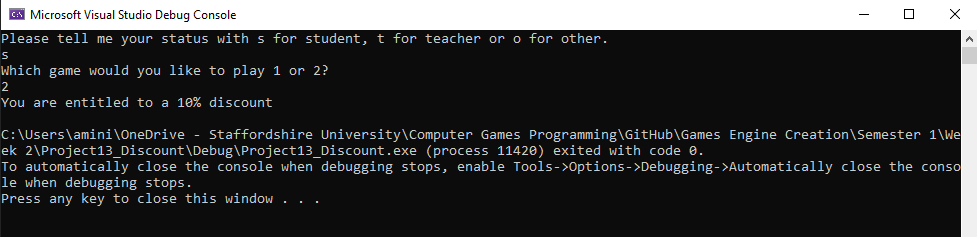 Microsoft Visual Studio Debug Console
Please tell me your status with s for student, t for teacher or o for other.
s
Which game would you like to play 1 or 2?
2
You are entitled to a 10% discount
C:\Users\amini\OneDrive - Staffordshire University\Computer Games Programming\GitHub\Games Engine Creation\Semester 1\We
ek 2\Project13_Discount\Debug\Project13_Discount.exe (process 11420) exited with code 0.
To automatically close the console when debugging stops, enable Tools->Options->Debugging->Automatically close the conso
le when debugging stops.
Press any key to close this window . . .